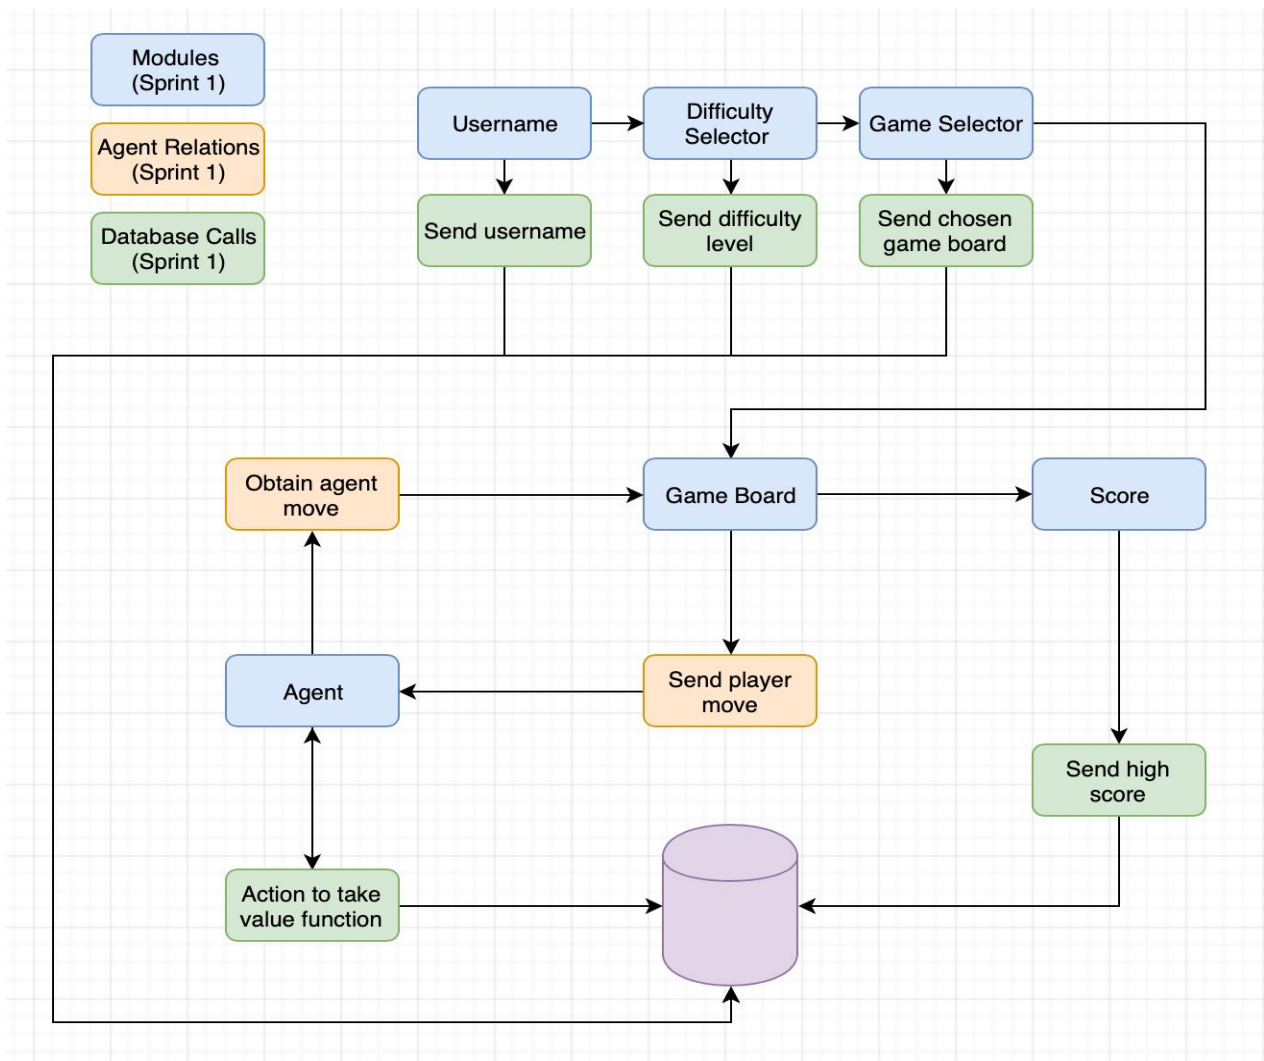 Modules
(Sprint 1)
Agent Relations
(Sprint 1)
Database Calls
(Sprint 1)
Username
Difficulty
Selector
Game Selector
Send username
Send difficulty
level
Send chosen
game board
Obtain agent
move
Game Board
Score
Agent
Send player
move
Send high
score
Action to take
value function